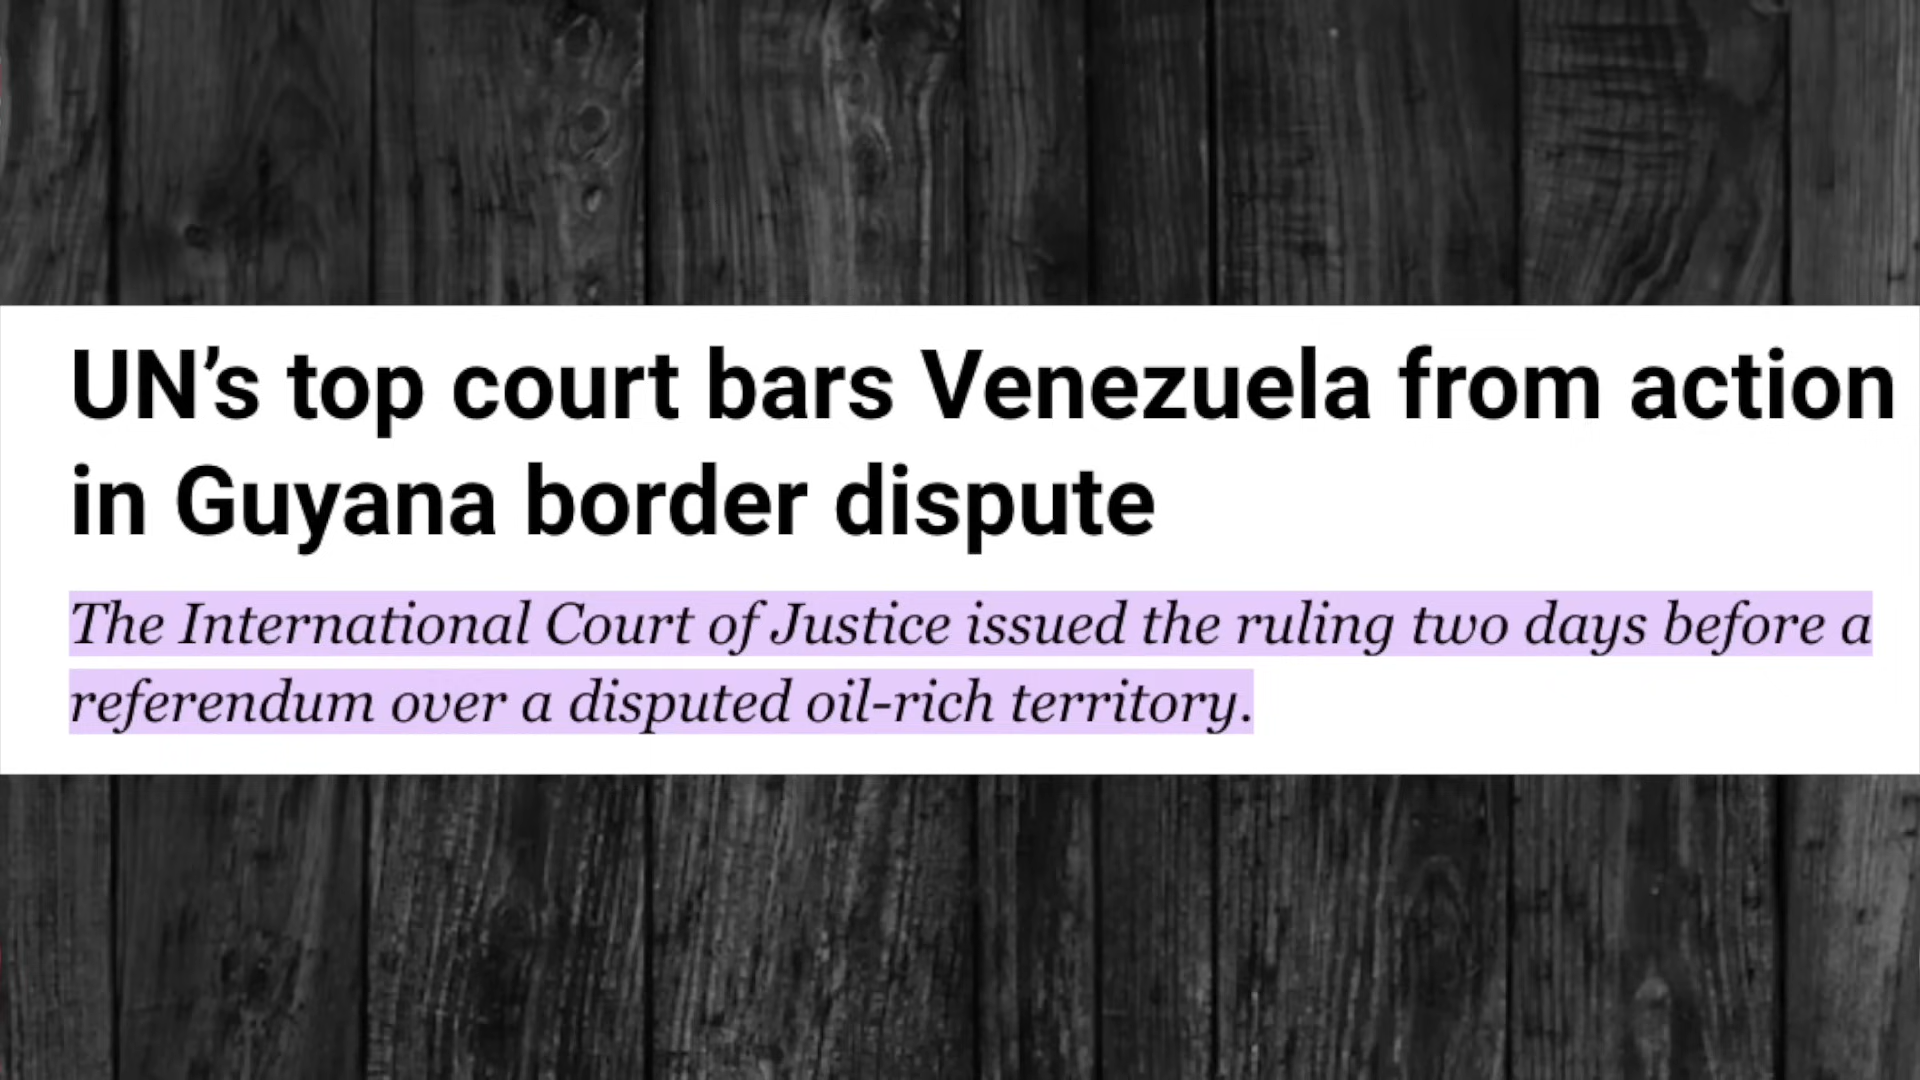 UN’s top court bars Venezuela from action
in Guyana border dispute
The International Court of Justice issued the ruling two days before a
referendum over a disputed oil-rich territory.